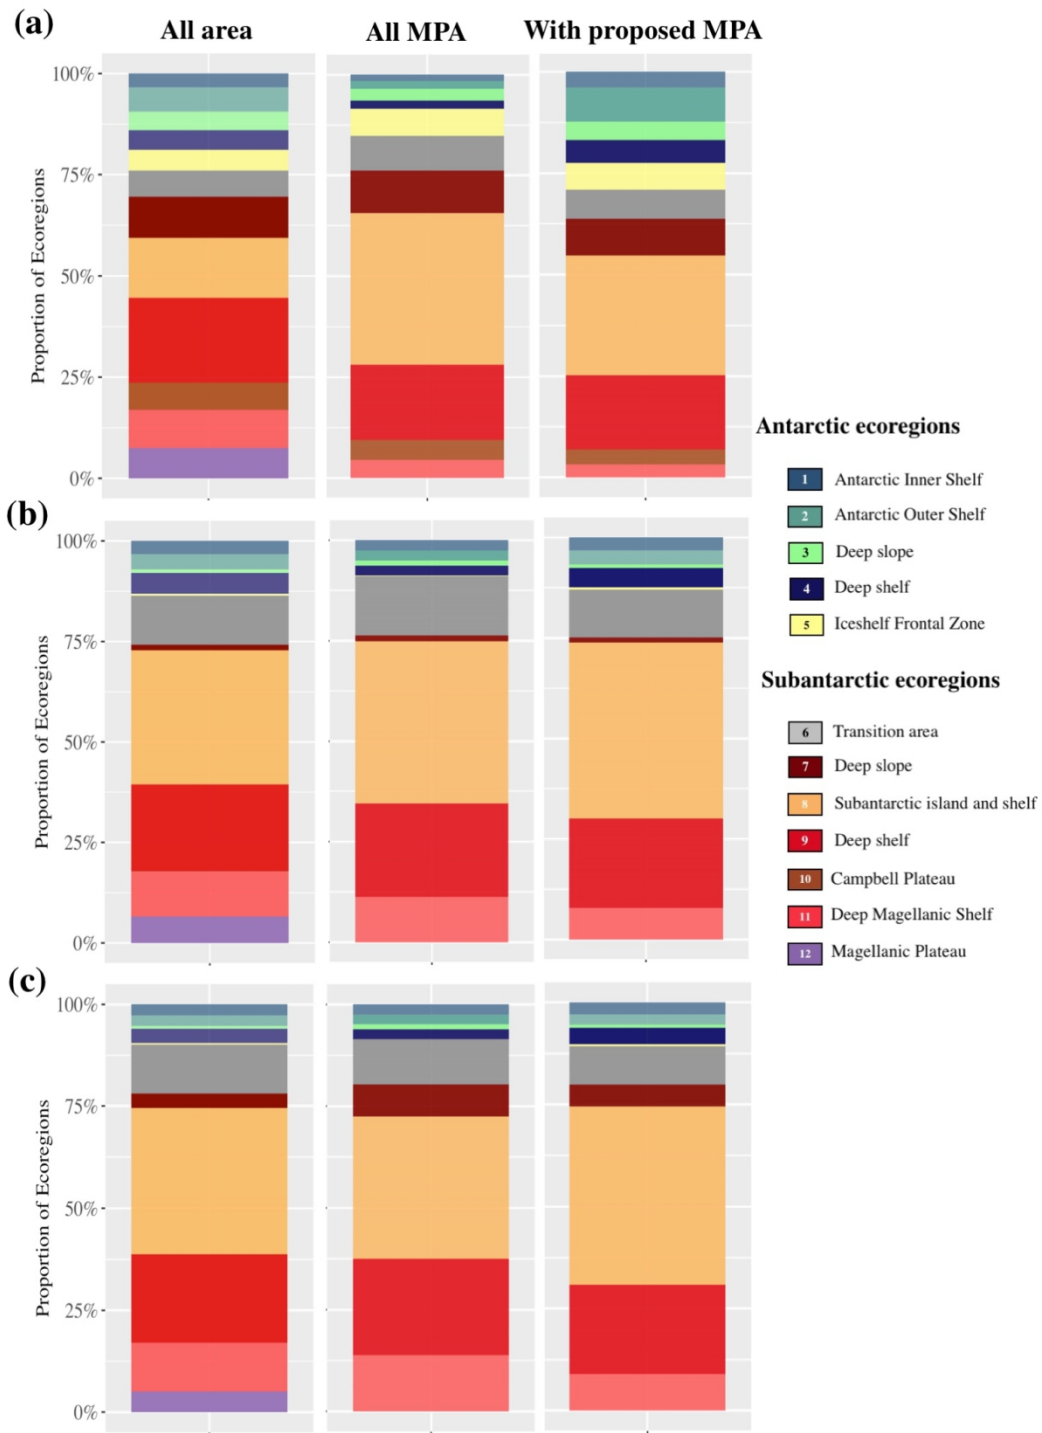 (a)
All area
All MPA
With proposed MPA
100%
75%
50%
25%
0%
Proportion of Ecoregions
(b)
100%
75%
50%
25%
0%
Proportion of Ecoregions
(c)
100%
75%
50%
25%
0%
Proportion of Ecoregions
Antarctic ecoregions
1 Antarctic Inner Shelf
2 Antarctic Outer Shelf
3 Deep slope
4 Deep shelf
5 Iceshelf Frontal Zone
Subantarctic ecoregions
6 Transition area
7 Deep slope
8 Subantarctic island and shelf
9 Deep shelf
10 Campbell Plateau
11 Deep Magellanic Shelf
12 Magellanic Plateau